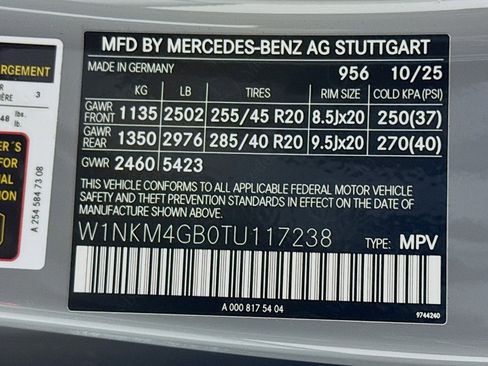 MFD BY MERCEDES-BENZ AG STUTTGART
MADE IN GERMANY 956 10/25
KG LB TIRES RIM SIZE COLD KPA(PSI)
GAWR FRONT 1135 2502 255/45 R20 8.5Jx20 250(37)
GAWR REAR 1350 2976 285/40 R20 9.5Jx20 270(40)
GVWR 2460 5423
THIS VEHICLE CONFORMS TO ALL APPLICABLE FEDERAL MOTOR VEHICLE
SAFETY AND THEFT PREVENTION STANDARDS IN EFFECT ON THE DATE
OF MANUFACTURE SHOWN ABOVE.
W1NKM4GB0TU117238 TYPE: MPV
A 000 817 54 04
9744240
ARGEMENT
3
48 lbs.
A 254 584 73 08